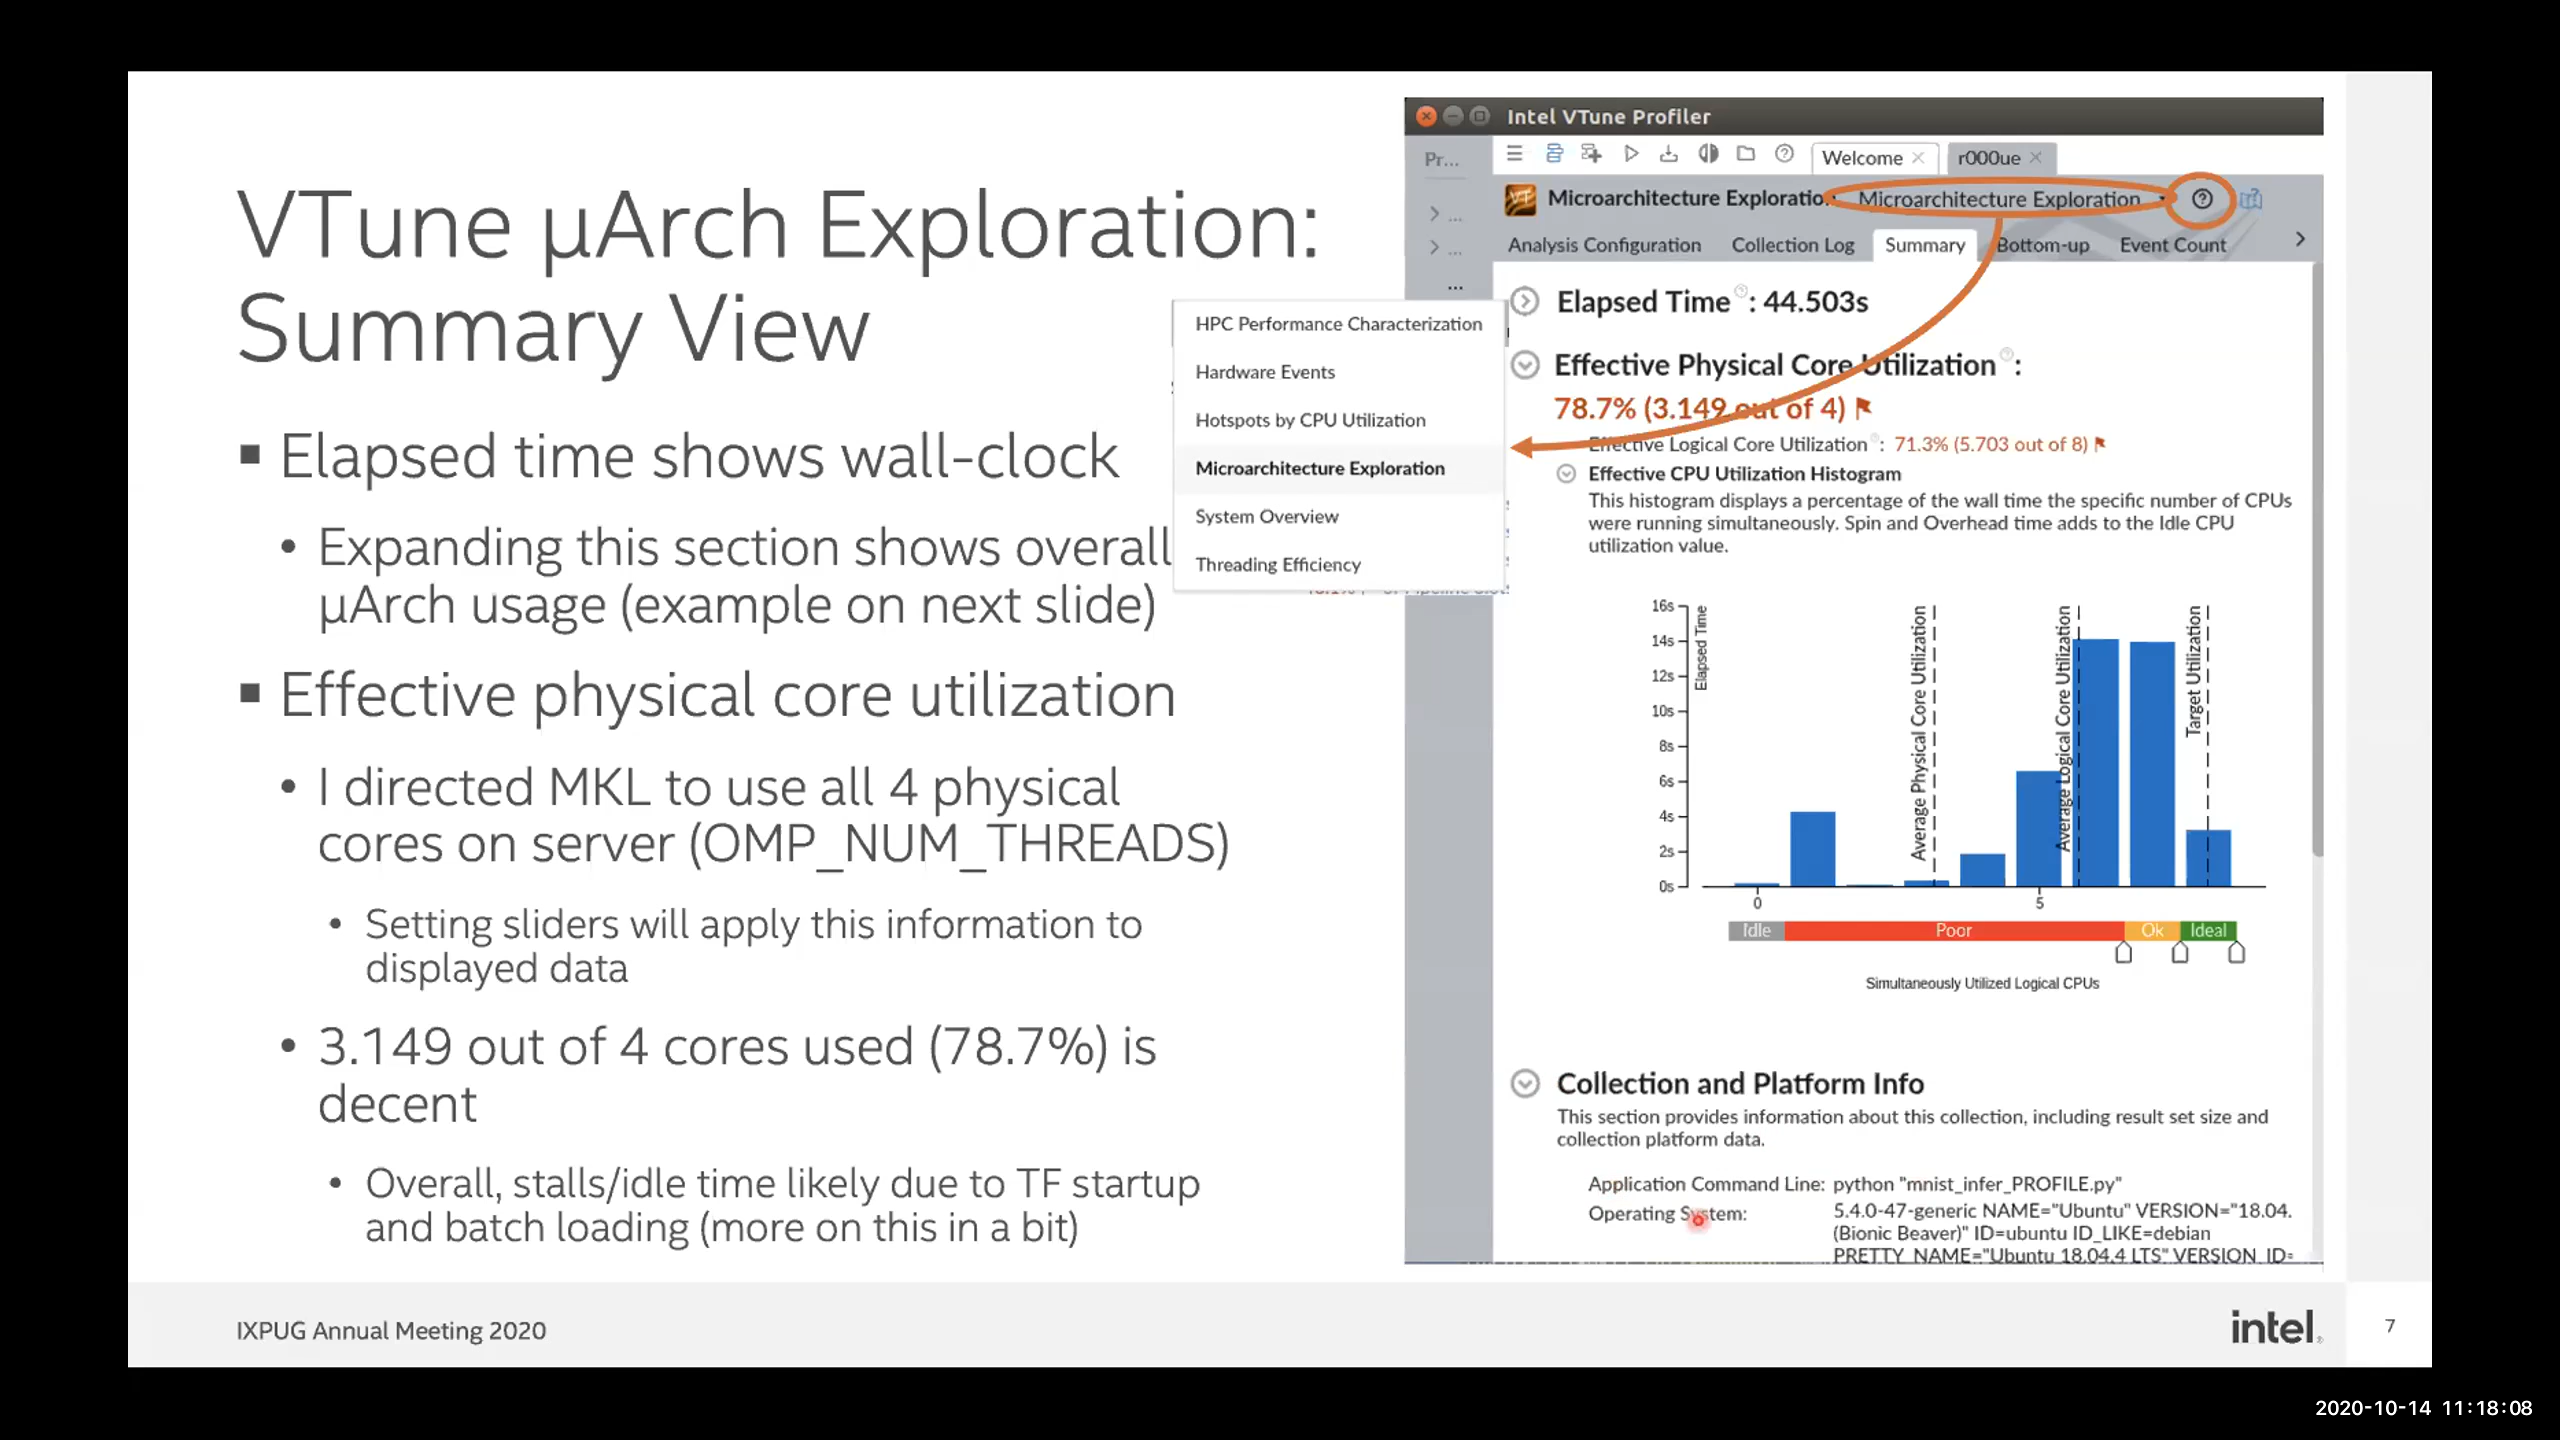 VTune µArch Exploration:
Summary View
▪ Elapsed time shows wall-clock
• Expanding this section shows overall
µArch usage (example on next slide)
▪ Effective physical core utilization
• I directed MKL to use all 4 physical
cores on server (OMP_NUM_THREADS)
• Setting sliders will apply this information to
displayed data
• 3.149 out of 4 cores used (78.7%) is
decent
• Overall, stalls/idle time likely due to TF startup
and batch loading (more on this in a bit)
HPC Performance Characterization
Hardware Events
Hotspots by CPU Utilization
Microarchitecture Exploration
System Overview
Threading Efficiency
Intel VTune Profiler
Pr...
Welcome
r000ue
Microarchitecture Exploration
Microarchitecture Exploration
Analysis Configuration
Collection Log
Summary
Bottom-up
Event Count
Elapsed Time : 44.503s
Effective Physical Core Utilization :
78.7% (3.149 out of 4)
Effective Logical Core Utilization : 71.3% (5.703 out of 8)
Effective CPU Utilization Histogram
This histogram displays a percentage of the wall time the specific number of CPUs
were running simultaneously. Spin and Overhead time adds to the Idle CPU
utilization value.
16s
14s
12s
10s
8s
6s
4s
2s
0s
Elapsed Time
Average Physical Core Utilization
Average Logical Core Utilization
Target Utilization
0
5
Idle
Poor
Ok
Ideal
Simultaneously Utilized Logical CPUs
Collection and Platform Info
This section provides information about this collection, including result set size and
collection platform data.
Application Command Line: python "mnist_infer_PROFILE.py"
Operating System: 5.4.0-47-generic NAME="Ubuntu" VERSION="18.04.
(Bionic Beaver)" ID=ubuntu ID_LIKE=debian
PRETTY_NAME="Ubuntu 18.04.4 LTS" VERSION_ID=
IXPUG Annual Meeting 2020
intel.
7
2020-10-14 11:18:08